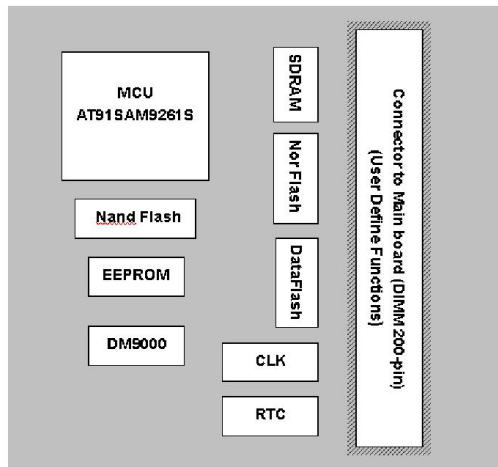 MCU
AT91SAM9261S
SDRAM
Nor Flash
Nand Flash
DataFlash
EEPROM
DM9000
CLK
RTC
Connector to Main board (DIMM 200-pin)
(User Define Functions)